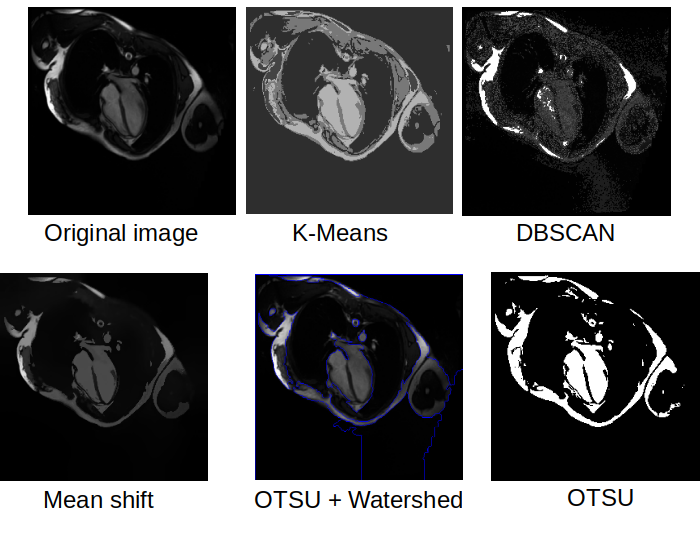 Original image
K-Means
DBSCAN
Mean shift
OTSU + Watershed
OTSU